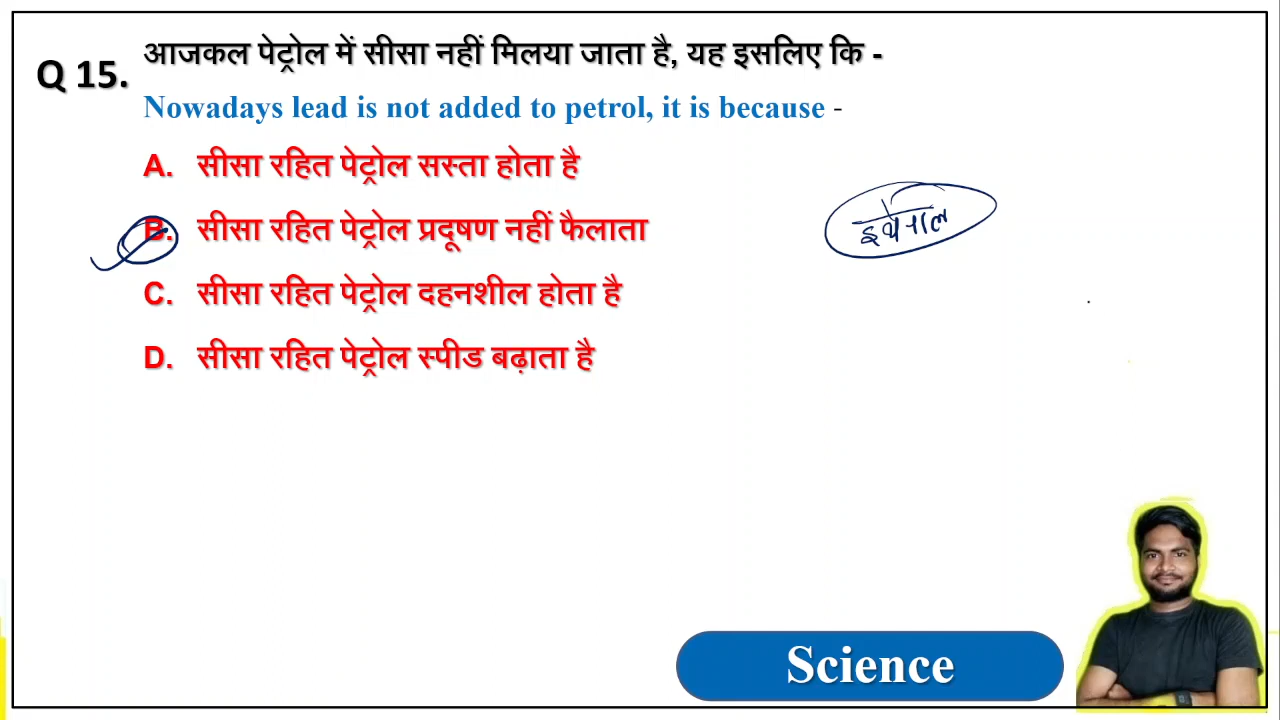 Q 15.
आजकल पेट्रोल में सीसा नहीं मिलया जाता है, यह इसलिए कि -
Nowadays lead is not added to petrol, it is because -
A. सीसा रहित पेट्रोल सस्ता होता है
B. सीसा रहित पेट्रोल प्रदूषण नहीं फैलाता
इथेनाल
C. सीसा रहित पेट्रोल दहनशील होता है
D. सीसा रहित पेट्रोल स्पीड बढ़ाता है
Science